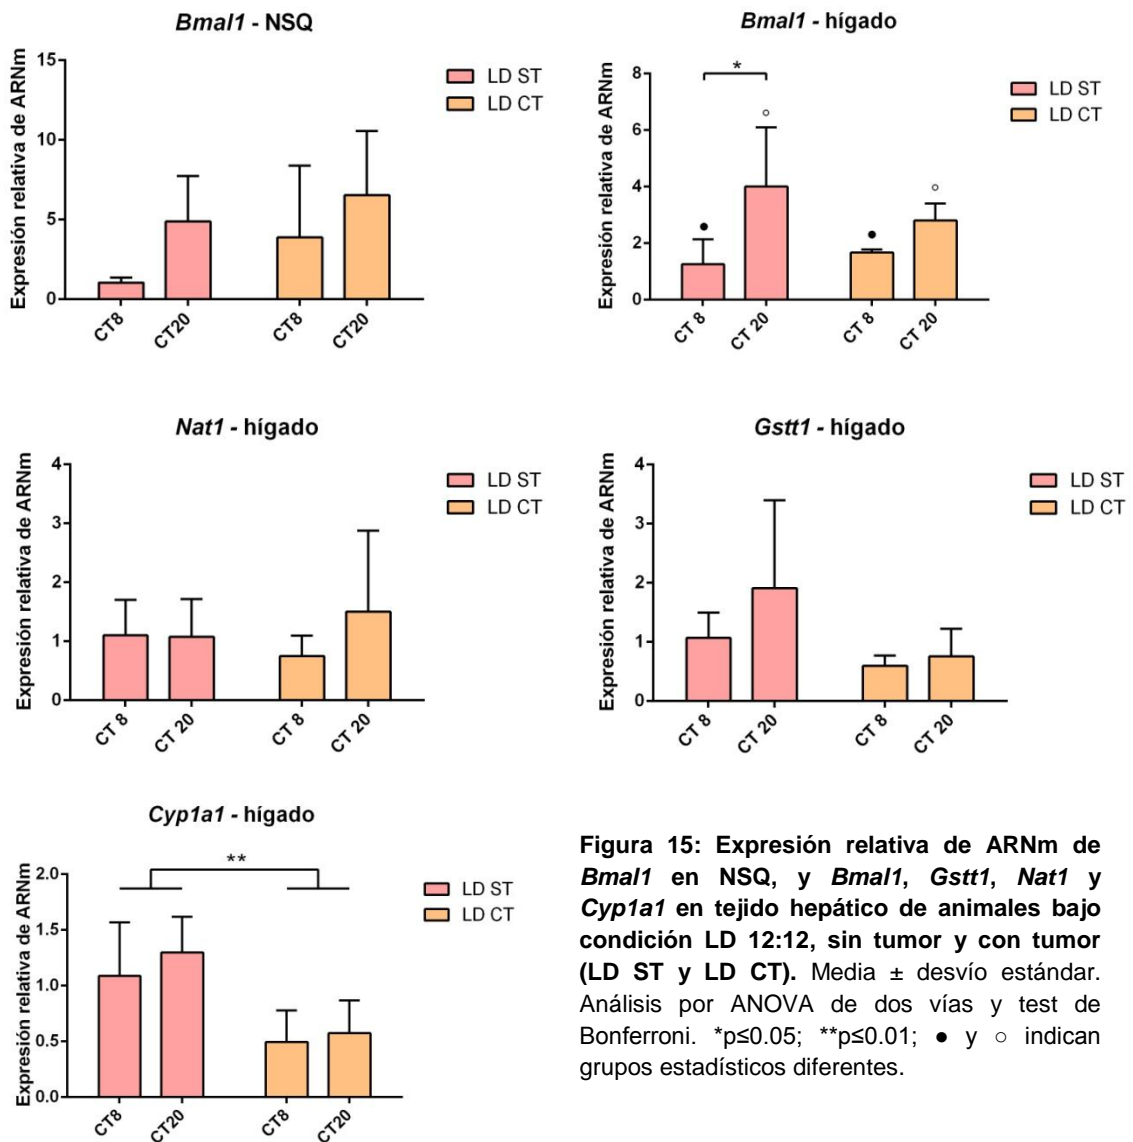 Bmal1 - NSQ
Expresión relativa de ARNm
15
10
5
0
CT8
CT20
CT8
CT20
LD ST
LD CT
Bmal1 - hígado
Expresión relativa de ARNm
8
6
4
2
0
*
●
○
●
○
CT 8
CT 20
CT 8
CT 20
LD ST
LD CT
Nat1 - hígado
Expresión relativa de ARNm
4
3
2
1
0
CT 8
CT 20
CT 8
CT 20
LD ST
LD CT
Gstt1 - hígado
Expresión relativa de ARNm
4
3
2
1
0
CT 8
CT 20
CT 8
CT 20
LD ST
LD CT
Cyp1a1 - hígado
Expresión relativa de ARNm
2.0
1.5
1.0
0.5
0.0
**
CT8
CT20
CT8
CT20
LD ST
LD CT
Figura 15: Expresión relativa de ARNm de
Bmal1 en NSQ, y Bmal1, Gstt1, Nat1 y
Cyp1a1 en tejido hepático de animales bajo
condición LD 12:12, sin tumor y con tumor
(LD ST y LD CT). Media ± desvío estándar.
Análisis por ANOVA de dos vías y test de
Bonferroni. *p≤0.05; **p≤0.01; ● y ○ indican
grupos estadísticos diferentes.